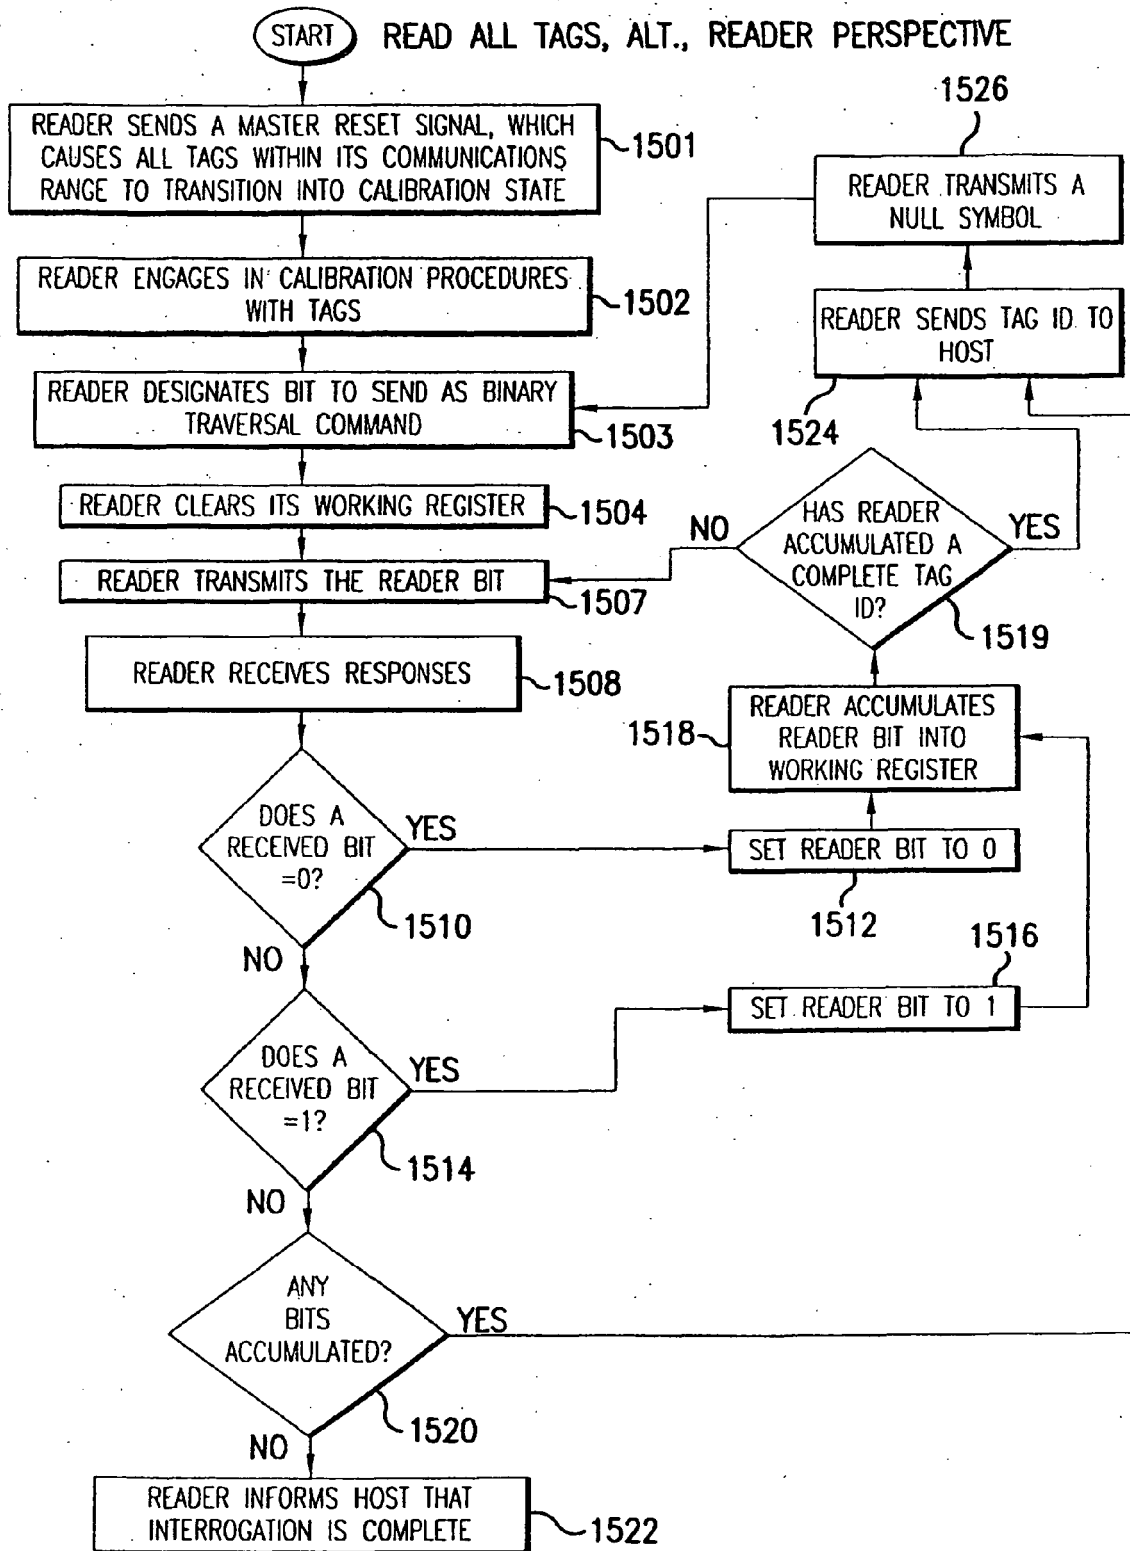 START
READ ALL TAGS, ALT., READER PERSPECTIVE
READER SENDS A MASTER RESET SIGNAL, WHICH
CAUSES ALL TAGS WITHIN ITS COMMUNICATIONS
RANGE TO TRANSITION INTO CALIBRATION STATE
1501
READER ENGAGES IN CALIBRATION PROCEDURES
WITH TAGS
1502
READER DESIGNATES BIT TO SEND AS BINARY
TRAVERSAL COMMAND
1503
READER CLEARS ITS WORKING REGISTER
1504
READER TRANSMITS THE READER BIT
1507
READER RECEIVES RESPONSES
1508
DOES A
RECEIVED BIT
=0?
YES
1510
NO
DOES A
RECEIVED BIT
=1?
YES
1514
NO
ANY
BITS
ACCUMULATED?
YES
1520
NO
READER INFORMS HOST THAT
INTERROGATION IS COMPLETE
1522
1526
READER TRANSMITS A
NULL SYMBOL
READER SENDS TAG ID TO
HOST
1524
NO
HAS READER
ACCUMULATED A
COMPLETE TAG
ID?
YES
1519
1518
READER ACCUMULATES
READER BIT INTO
WORKING REGISTER
SET READER BIT TO 0
1512
1516
SET READER BIT TO 1